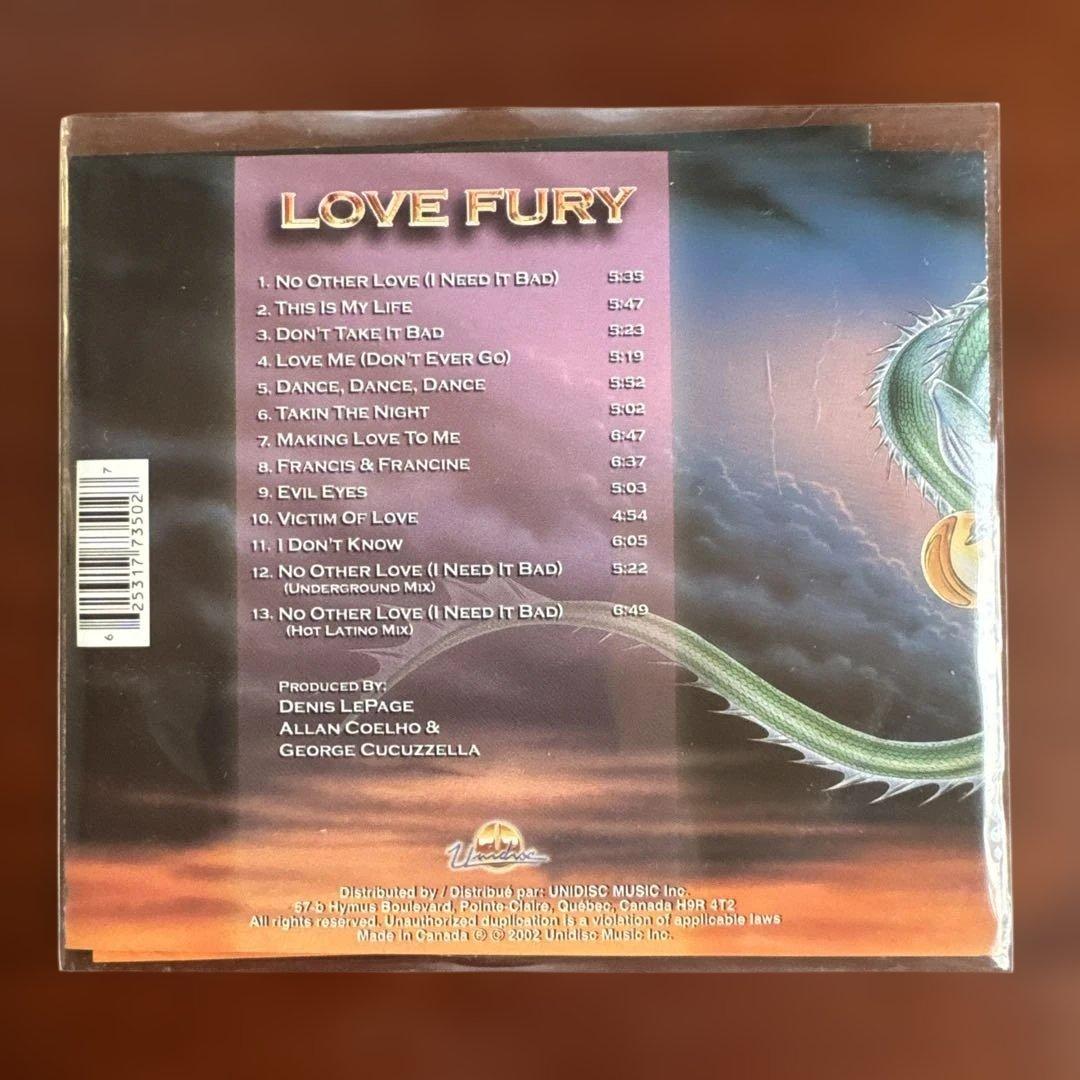 LOVE FURY
1. NO OTHER LOVE (I NEED IT BAD) 5:35
2. THIS IS MY LIFE 5:47
3. DON'T TAKE IT BAD 5:23
4. LOVE ME (DON'T EVER GO) 5:19
5. DANCE, DANCE, DANCE 5:52
6. TAKIN THE NIGHT 5:02
7. MAKING LOVE TO ME 6:47
8. FRANCIS & FRANCINE 6:37
9. EVIL EYES 5:03
10. VICTIM OF LOVE 4:54
11. I DON'T KNOW 6:05
12. NO OTHER LOVE (I NEED IT BAD) 5:22
(UNDERGROUND MIX)
13. NO OTHER LOVE (I NEED IT BAD) 6:49
(HOT LATINO MIX)
PRODUCED BY:
DENIS LEPAGE
ALLAN COELHO &
GEORGE CUCUZZELLA
6 25317 73502 7
Unidisc
Distributed by / Distribué par: UNIDISC MUSIC Inc.
57-b Hymus Boulevard, Pointe-Claire, Québec, Canada H9R 4T2
All rights reserved. Unauthorized duplication is a violation of applicable laws
Made in Canada ℗ © 2002 Unidisc Music Inc.